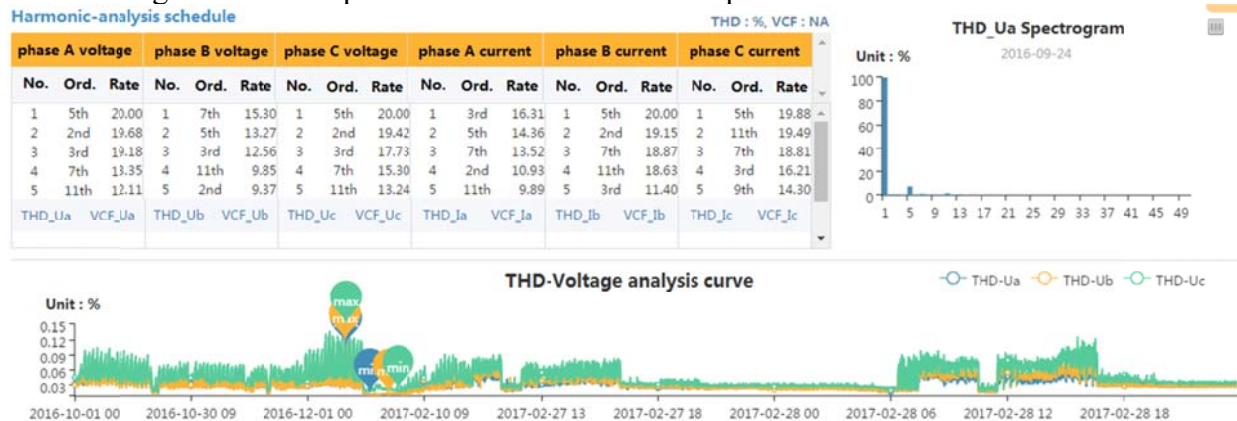 Harmonic-analysis schedule
THD : %, VCF : NA
phase A voltage phase B voltage phase C voltage phase A current phase B current phase C current
No. Ord. Rate No. Ord. Rate No. Ord. Rate No. Ord. Rate No. Ord. Rate No. Ord. Rate
1 5th 20.00 1 7th 15.30 1 5th 20.00 1 3rd 16.31 1 5th 20.00 1 5th 19.88
2 2nd 19.68 2 5th 13.27 2 2nd 19.42 2 5th 14.36 2 2nd 19.15 2 11th 19.49
3 3rd 19.18 3 3rd 12.56 3 3rd 17.73 3 7th 13.52 3 7th 18.87 3 7th 18.81
4 7th 13.35 4 11th 9.85 4 7th 15.30 4 2nd 10.93 4 11th 18.63 4 3rd 16.21
5 11th 12.11 5 2nd 9.37 5 11th 13.24 5 11th 9.89 5 3rd 11.40 5 9th 14.30
THD_Ua VCF_Ua THD_Ub VCF_Ub THD_Uc VCF_Uc THD_Ia VCF_Ia THD_Ib VCF_Ib THD_Ic VCF_Ic
THD_Ua Spectrogram
2016-09-24
Unit : %
100
80
60
40
20
0
1 5 9 13 17 21 25 29 33 37 41 45 49
THD-Voltage analysis curve
THD-Ua THD-Ub THD-Uc
Unit : %
max
max
min
0.15
0.12
0.09
0.06
0.03
2016-10-01 00 2016-10-30 09 2016-12-01 00 2017-02-10 09 2017-02-27 13 2017-02-27 18 2017-02-28 00 2017-02-28 06 2017-02-28 12 2017-02-28 18